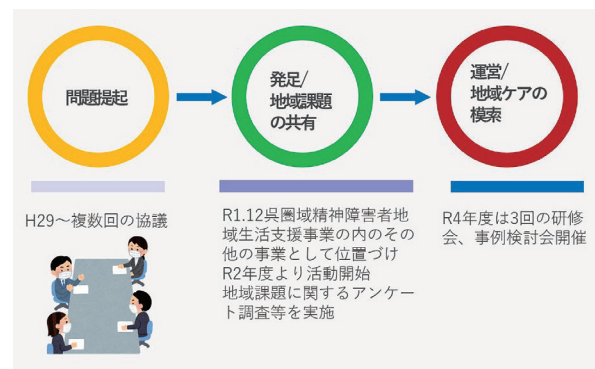 問題提起
発足/
地域課題
の共有
運営/
地域ケアの
模索
H29～複数回の協議
R1.12呉圏域精神障害者地
域生活支援事業の内のその
他の事業として位置づけ
R2年度より活動開始
地域課題に関するアンケー
ト調査等を実施
R4年度は3回の研修
会、事例検討会開催